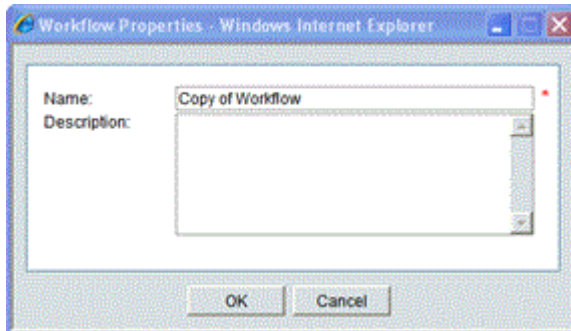 Workflow Properties - Windows Internet Explorer
Name: Copy of Workflow *
Description:
OK Cancel